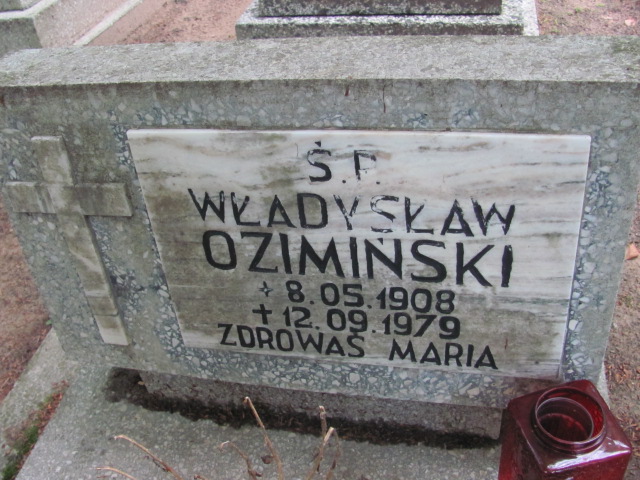 Ś.P.
WŁADYSŁAW
OZIMIŃSKI
* 8.05.1908
+ 12.09.1979
ZDROWAŚ MARIA